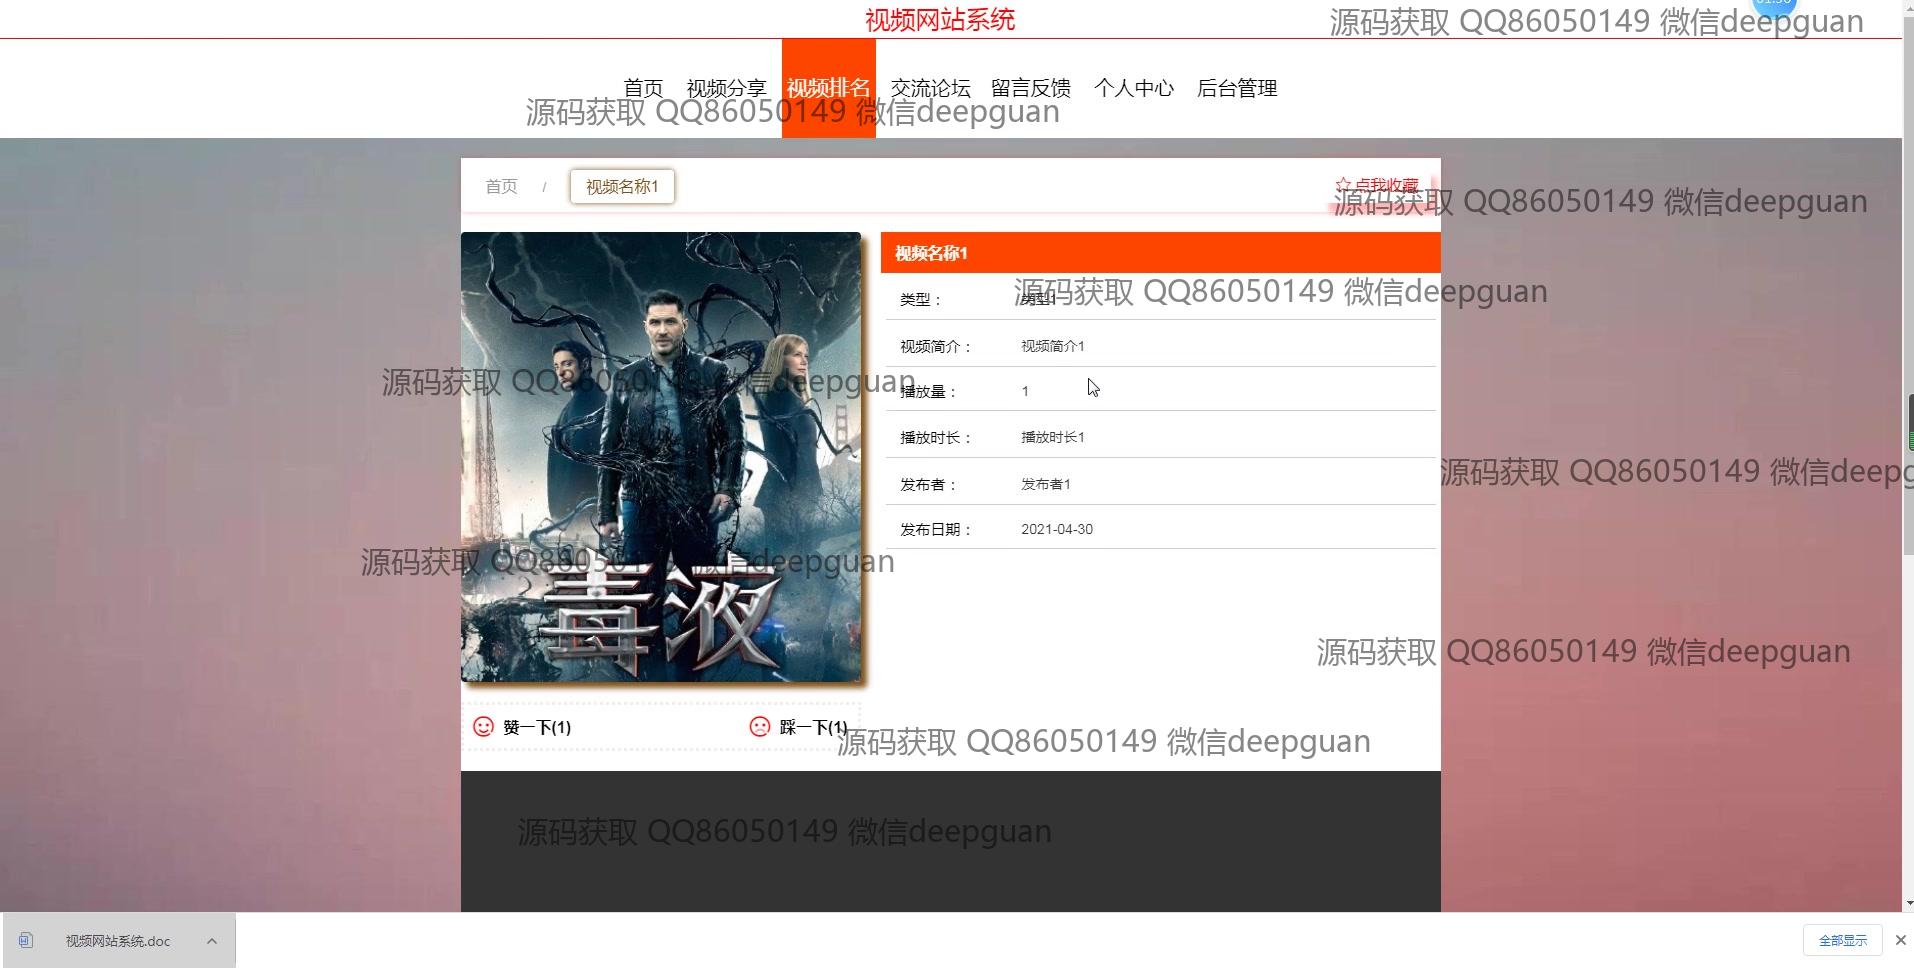 视频网站系统
源码获取 QQ86050149 微信deepguan
首页 视频分享 视频排名 交流论坛 留言反馈 个人中心 后台管理
源码获取 QQ86050149 微信deepguan
首页 / 视频名称1
点我收藏
源码获取 QQ86050149 微信deepguan
视频名称1
类型： 类型1
源码获取 QQ86050149 微信deepguan
视频简介： 视频简介1
源码获取 QQ86050149 微信deepguan
播放量： 1
播放时长： 播放时长1
源码获取 QQ86050149 微信deepg
发布者： 发布者1
发布日期： 2021-04-30
源码获取 QQ86050149 微信deepguan
毒液
源码获取 QQ86050149 微信deepguan
赞一下(1) 踩一下(1)
源码获取 QQ86050149 微信deepguan
源码获取 QQ86050149 微信deepguan
视频网站系统.doc
全部显示